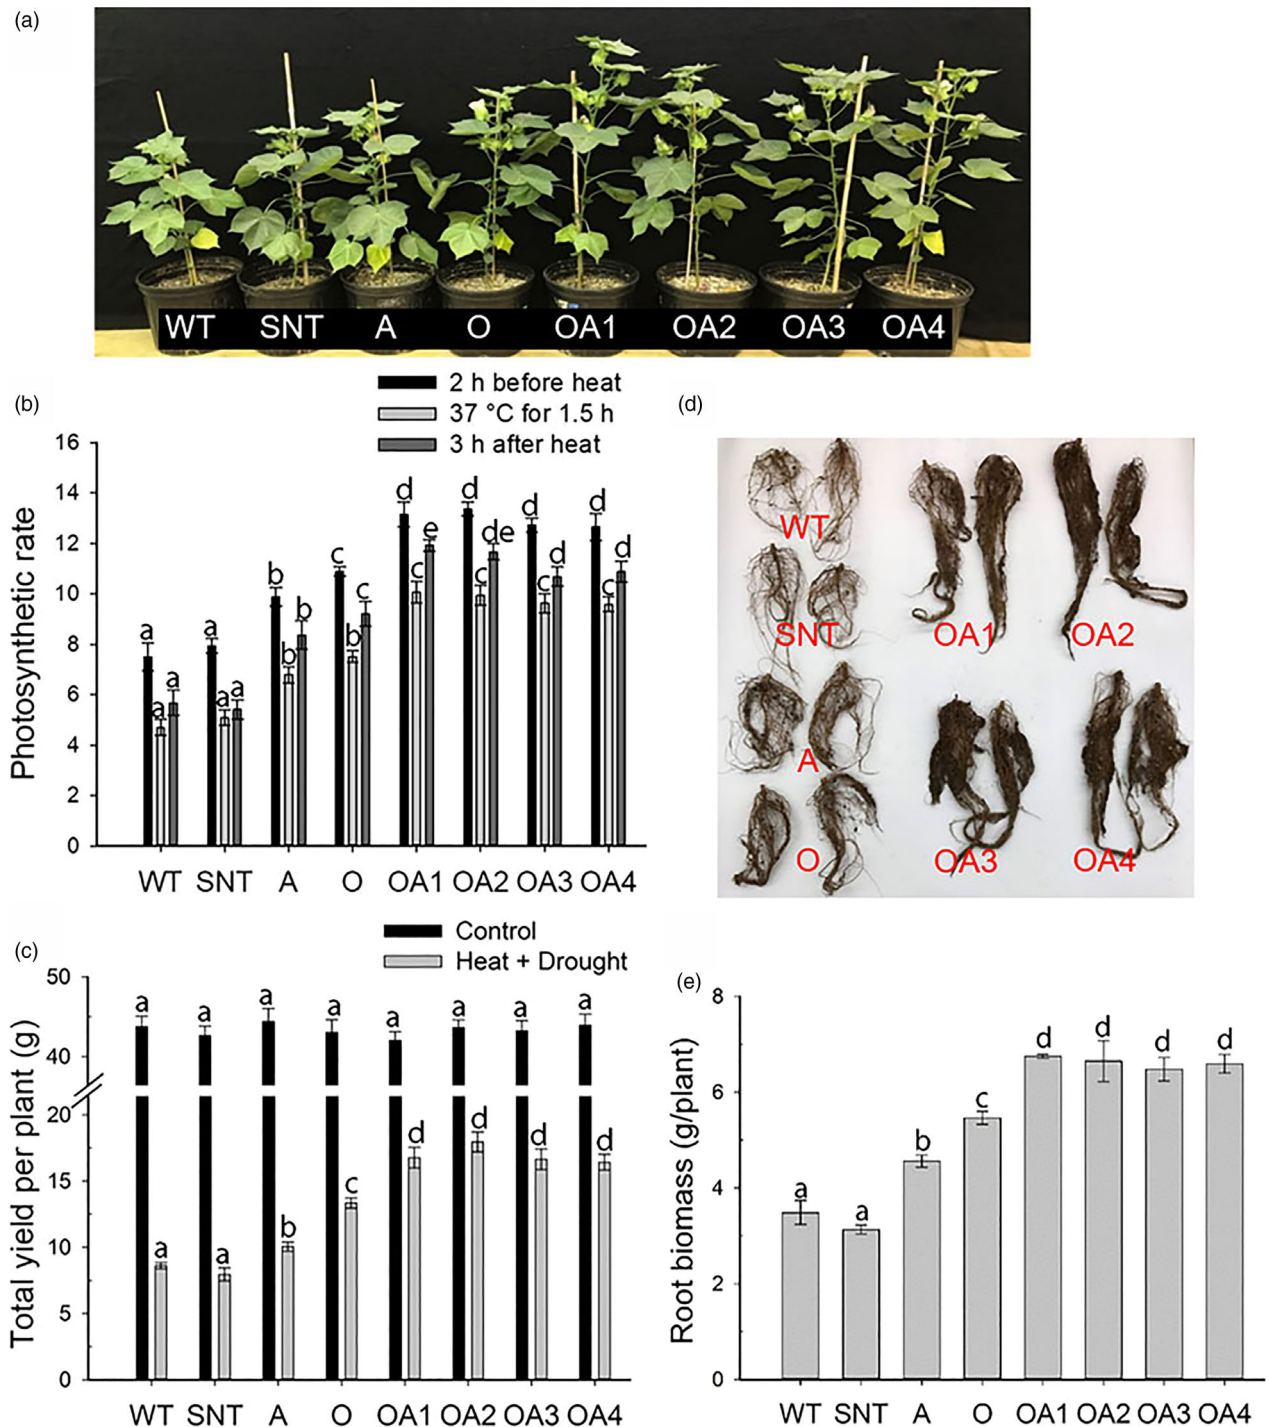 (a)
WT SNT A O OA1 OA2 OA3 OA4
(b)
2 h before heat
37 °C for 1.5 h
3 h after heat
Photosynthetic rate
16
14
12
10
8
6
4
2
0
a a a
a a a
b b b
c b c
d c e
d c de
d c d
d c d
WT SNT A O OA1 OA2 OA3 OA4
(d)
WT
SNT
OA1
OA2
A
O
OA3
OA4
(c)
Control
Heat + Drought
Total yield per plant (g)
50
40
20
15
10
5
0
a a
a a
a b
a c
a d
a d
a d
a d
WT SNT A O OA1 OA2 OA3 OA4
(e)
Root biomass (g/plant)
8
6
4
2
0
a a b c d d d d
WT SNT A O OA1 OA2 OA3 OA4